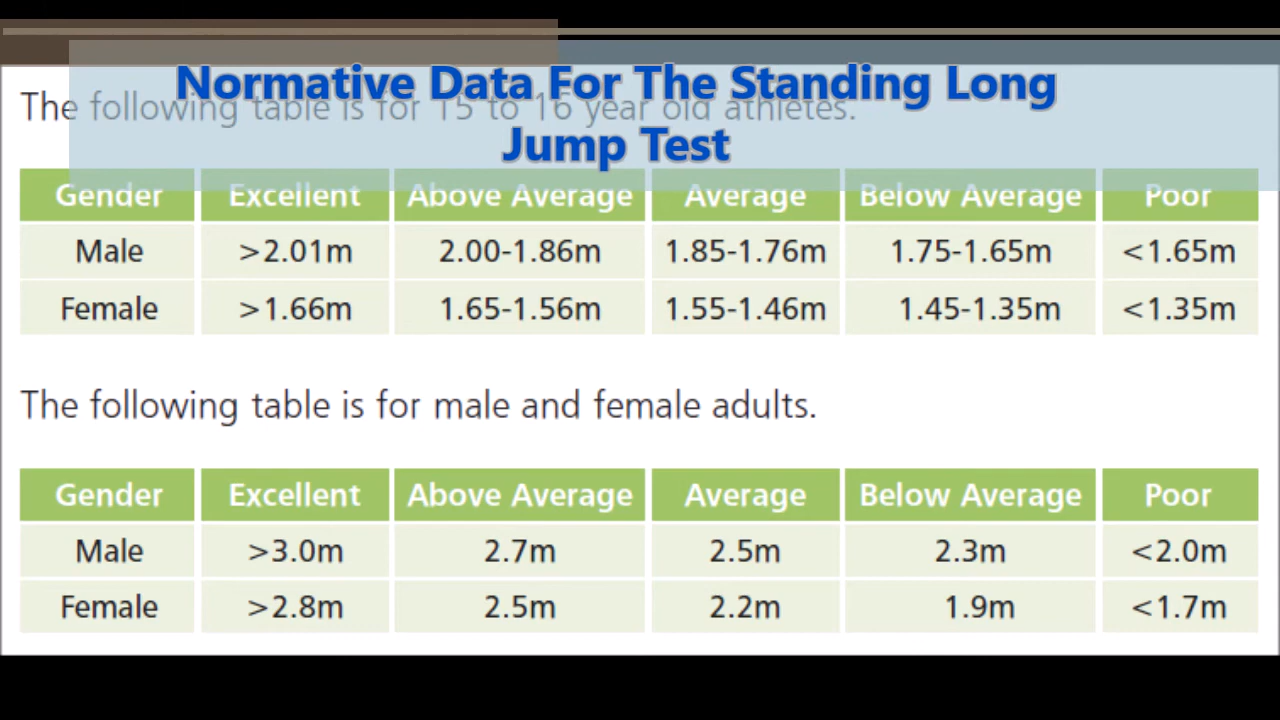 Normative Data For The Standing Long
Jump Test
The following table is for 15 to 16 year old athletes.
Gender Excellent Above Average Average Below Average Poor
Male >2.01m 2.00-1.86m 1.85-1.76m 1.75-1.65m <1.65m
Female >1.66m 1.65-1.56m 1.55-1.46m 1.45-1.35m <1.35m
The following table is for male and female adults.
Gender Excellent Above Average Average Below Average Poor
Male >3.0m 2.7m 2.5m 2.3m <2.0m
Female >2.8m 2.5m 2.2m 1.9m <1.7m